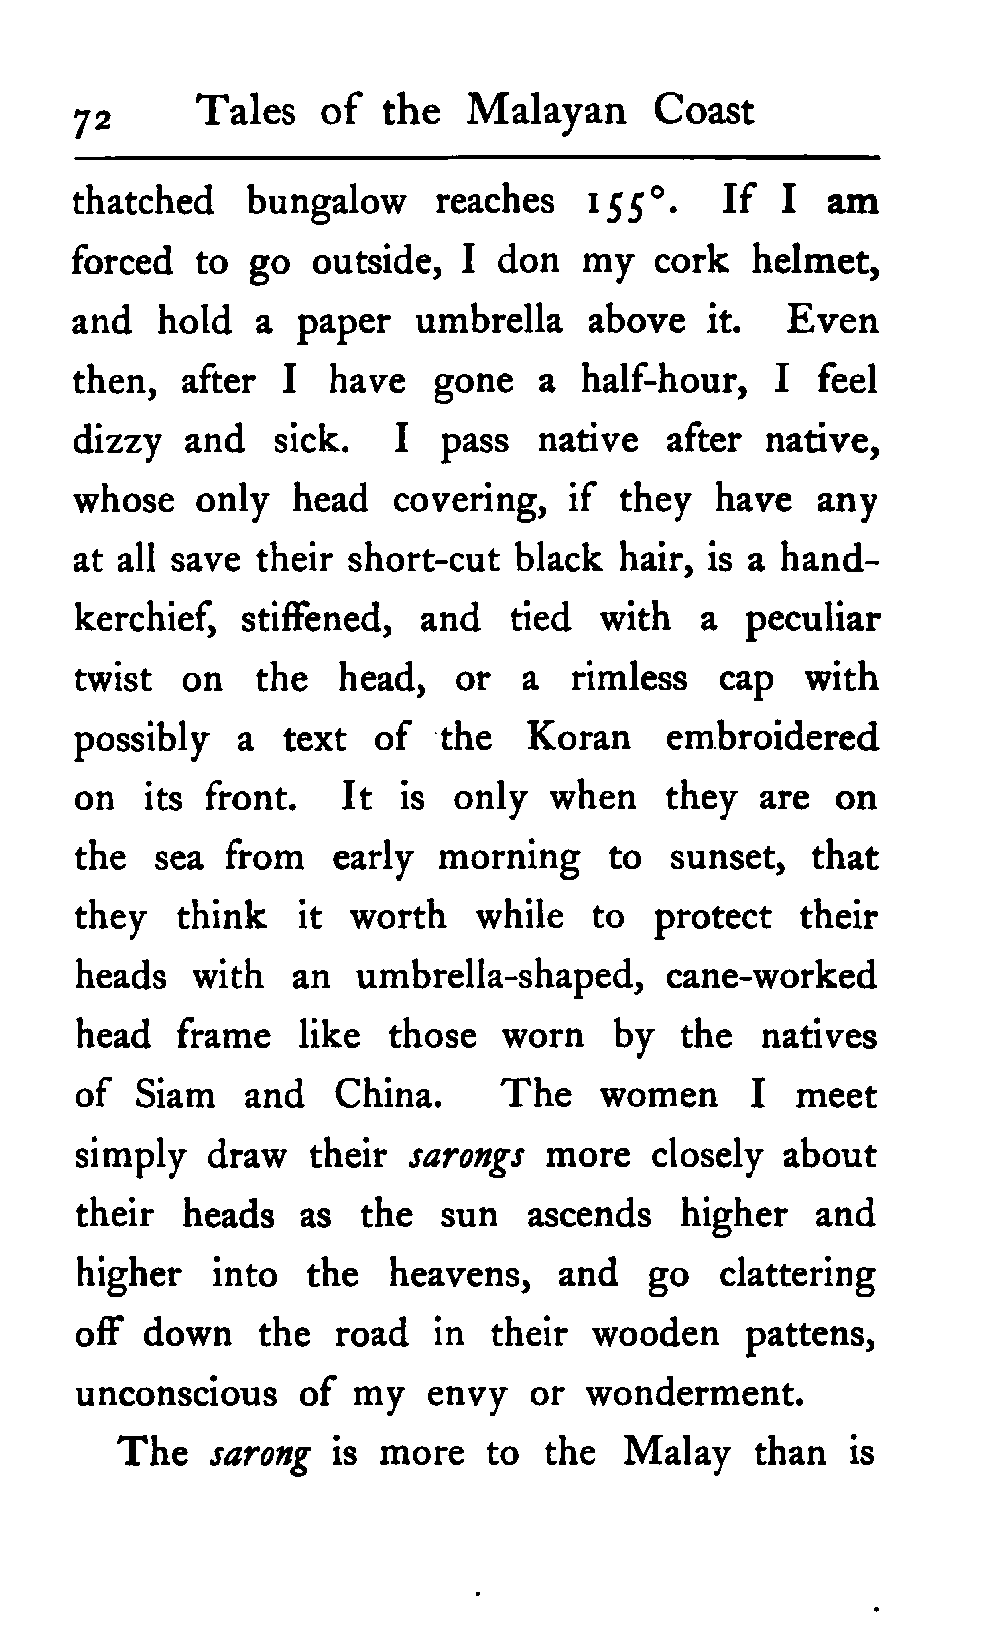 72 Tales of the Malayan Coast
thatched bungalow reaches 155°. If I am
forced to go outside, I don my cork helmet,
and hold a paper umbrella above it. Even
then, after I have gone a half-hour, I feel
dizzy and sick. I pass native after native,
whose only head covering, if they have any
at all save their short-cut black hair, is a hand-
kerchief, stiffened, and tied with a peculiar
twist on the head, or a rimless cap with
possibly a text of the Koran embroidered
on its front. It is only when they are on
the sea from early morning to sunset, that
they think it worth while to protect their
heads with an umbrella-shaped, cane-worked
head frame like those worn by the natives
of Siam and China. The women I meet
simply draw their sarongs more closely about
their heads as the sun ascends higher and
higher into the heavens, and go clattering
off down the road in their wooden pattens,
unconscious of my envy or wonderment.
The sarong is more to the Malay than is